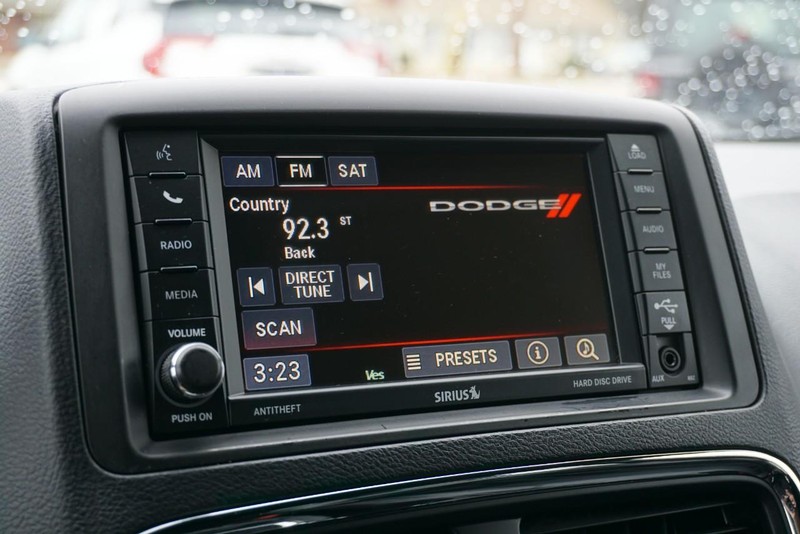 AM FM SAT
LOAD
MENU
Country
92.3 ST
DODGE
Back
RADIO
AUDIO
DIRECT
TUNE
MY
FILES
MEDIA
SCAN
PULL
VOLUME
3:23
Ves
PRESETS
i
PUSH ON
ANTITHEFT
SIRIUS
HARD DISC DRIVE
AUX